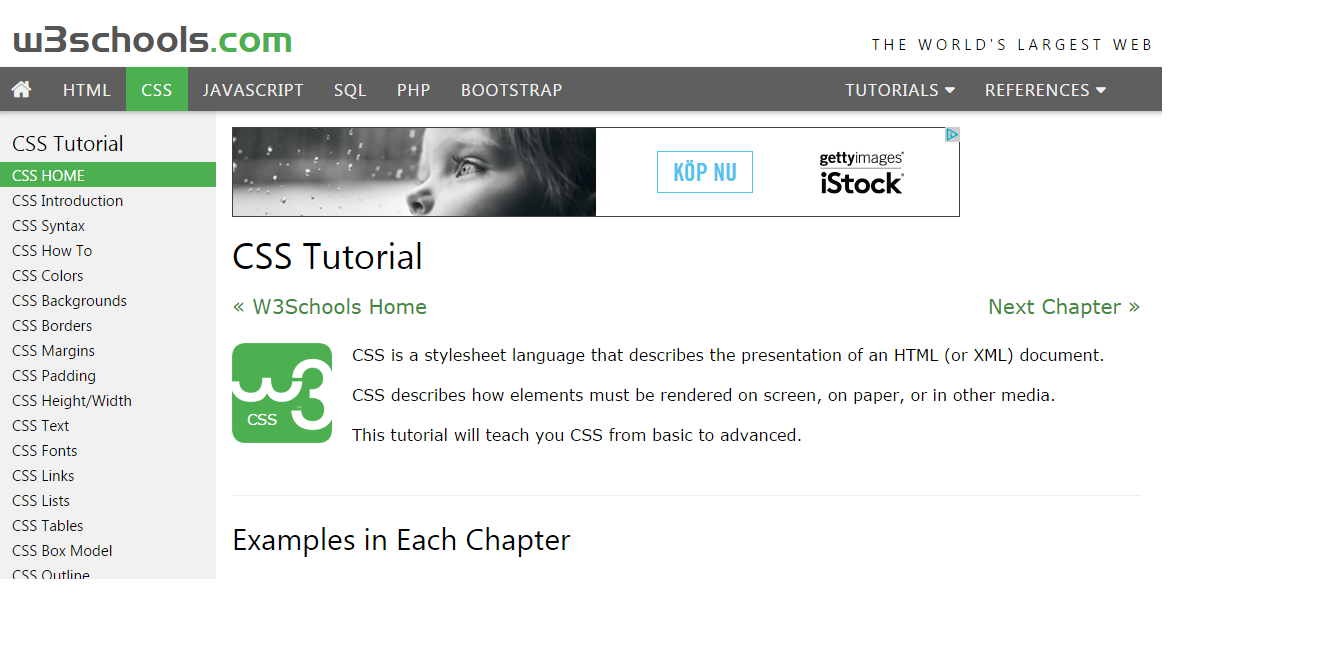 w3schools.com
THE WORLD'S LARGEST WEB
HTML CSS JAVASCRIPT SQL PHP BOOTSTRAP TUTORIALS REFERENCES
CSS Tutorial
CSS HOME
CSS Introduction
CSS Syntax
CSS How To
CSS Colors
CSS Backgrounds
CSS Borders
CSS Margins
CSS Padding
CSS Height/Width
CSS Text
CSS Fonts
CSS Links
CSS Lists
CSS Tables
CSS Box Model
CSS Outline
KÖP NU
gettyimages®
iStock®
CSS Tutorial
« W3Schools Home
Next Chapter »
w3
CSS
CSS is a stylesheet language that describes the presentation of an HTML (or XML) document.
CSS describes how elements must be rendered on screen, on paper, or in other media.
This tutorial will teach you CSS from basic to advanced.
Examples in Each Chapter